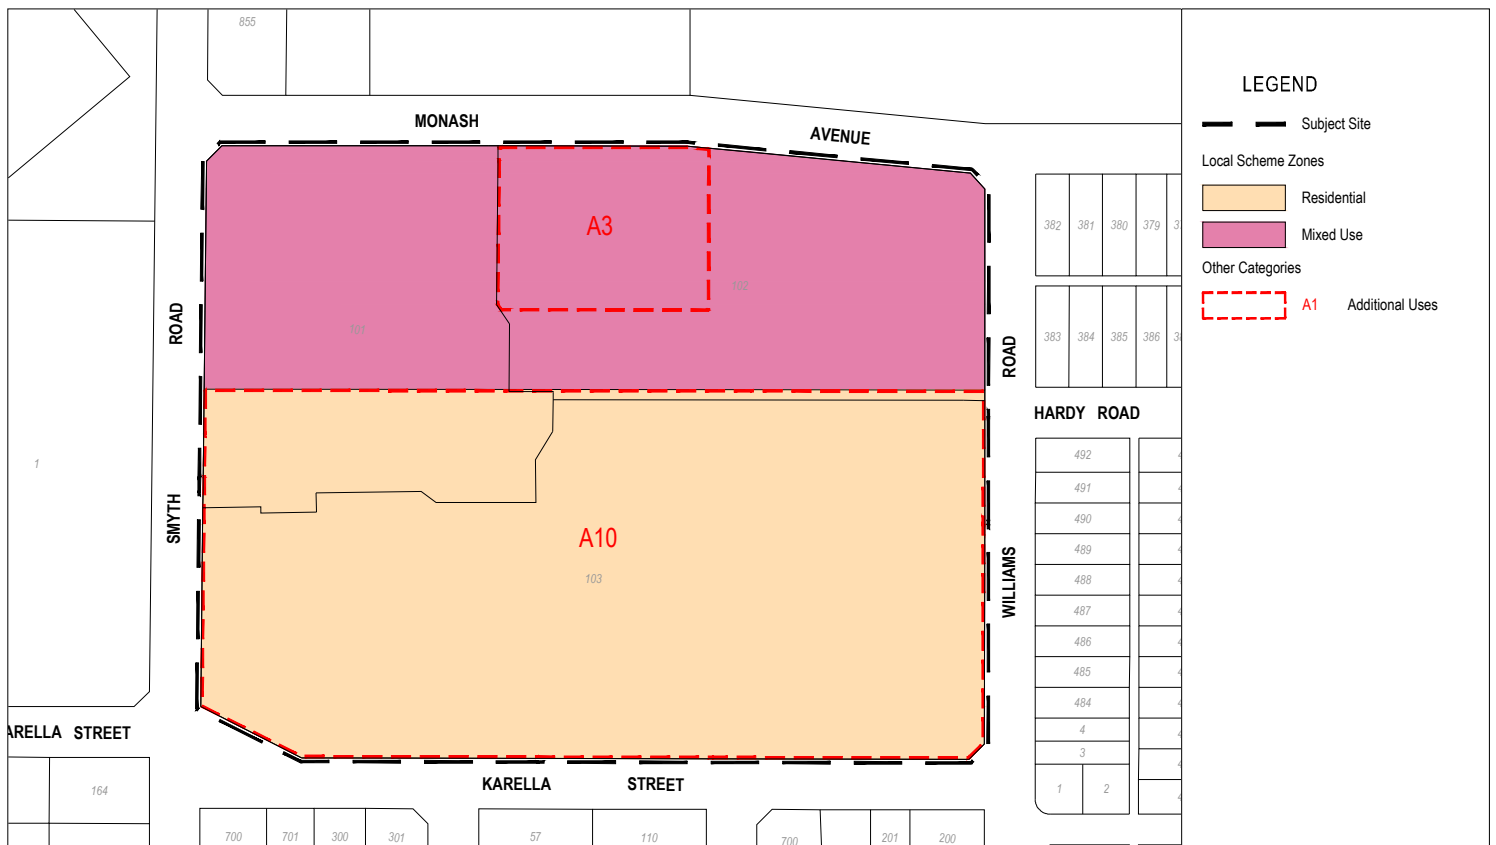 855
MONASH
AVENUE
LEGEND
Subject Site
Local Scheme Zones
Residential
Mixed Use
Other Categories
A1 Additional Uses
A3
382 381 380 379
102
101
ROAD
ROAD
383 384 385 386
HARDY ROAD
1
492
491
490
489
488
487
486
485
484
4
3
1 2
SMYTH
A10
103
WILLIAMS
ARELLA STREET
KARELLA STREET
164
700 701 300 301 57 110 700 201 200